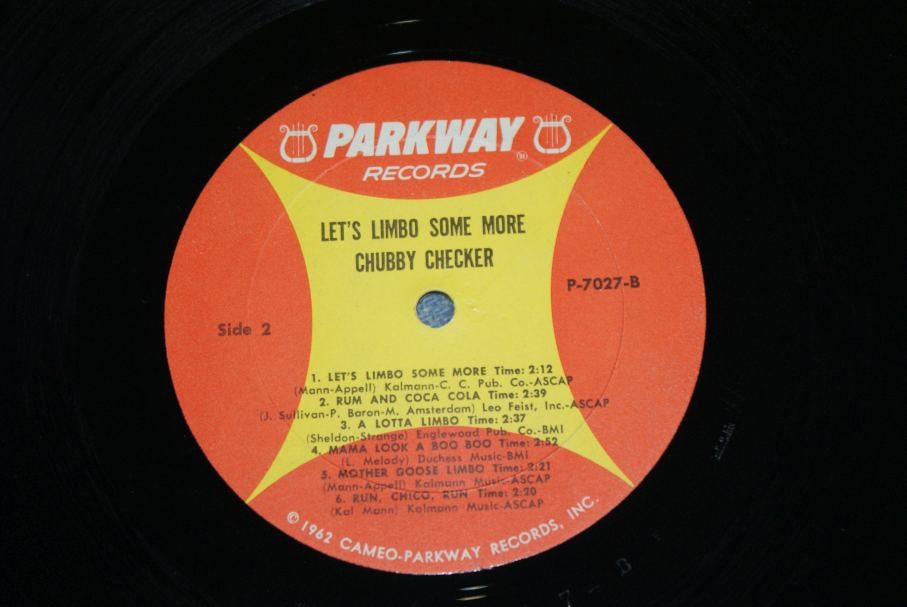 PARKWAY
RECORDS
LET'S LIMBO SOME MORE
CHUBBY CHECKER
P-7027-B
Side 2
1. LET'S LIMBO SOME MORE Time: 2:12
(Mann-Appell) Kalmann-C. C. Pub. Co.-ASCAP
2. RUM AND COCA COLA Time: 2:39
(J. Sullivan-P. Baron-M. Amsterdam) Leo Feist, Inc.-ASCAP
3. A LOTTA LIMBO Time: 2:37
(Sheldon-Strange) Englewood Pub. Co.-BMI
4. MAMA LOOK A BOO BOO Time: 2:52
(L. Melody) Duchess Music-BMI
5. MOTHER GOOSE LIMBO Time: 2:21
(Mann-Appell) Kalmann Music-ASCAP
6. RUN, CHICO, RUN Time: 2:20
(Kal Mann) Kalmann Music-ASCAP
© 1962 CAMEO-PARKWAY RECORDS, INC.
7 - B